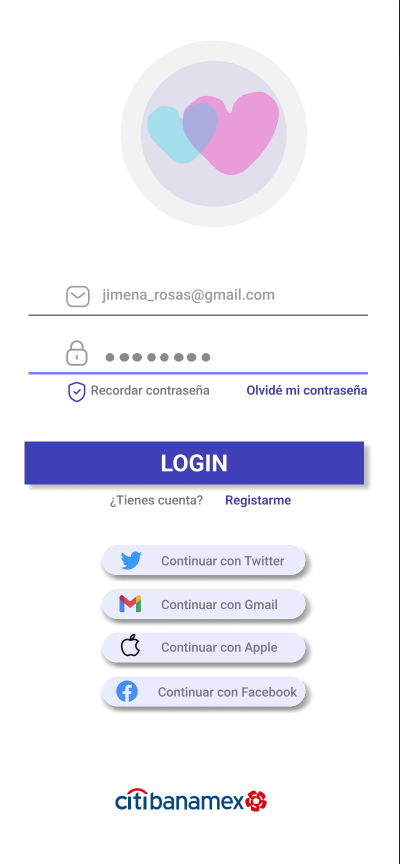 jimena_rosas@gmail.com
Recordar contraseña
Olvidé mi contraseña
LOGIN
¿Tienes cuenta?
Registarme
Continuar con Twitter
Continuar con Gmail
Continuar con Apple
Continuar con Facebook
citibanamex